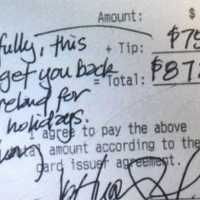 Amount: $
fully, this + Tip: $75
get you back = Total: $87
reland for
holidays.
agree to pay the above
total amount according to the
card issuer agreement.